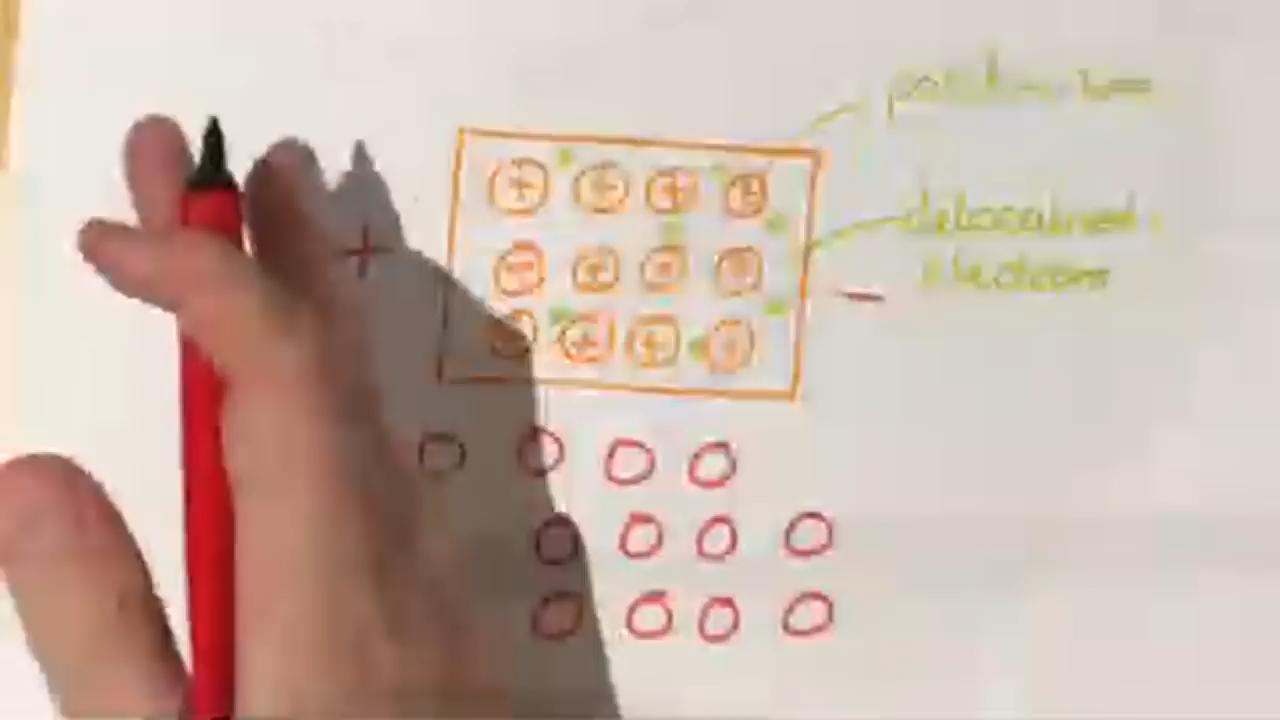 positive ions
delocalised
electrons
+
-
+ + + +
- + + +
+ + +